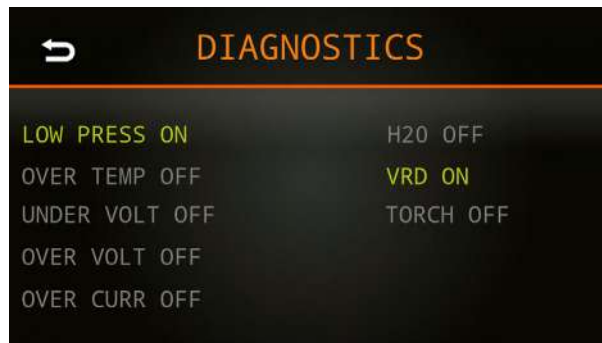 DIAGNOSTICS
LOW PRESS ON
OVER TEMP OFF
UNDER VOLT OFF
OVER VOLT OFF
OVER CURR OFF
H2O OFF
VRD ON
TORCH OFF